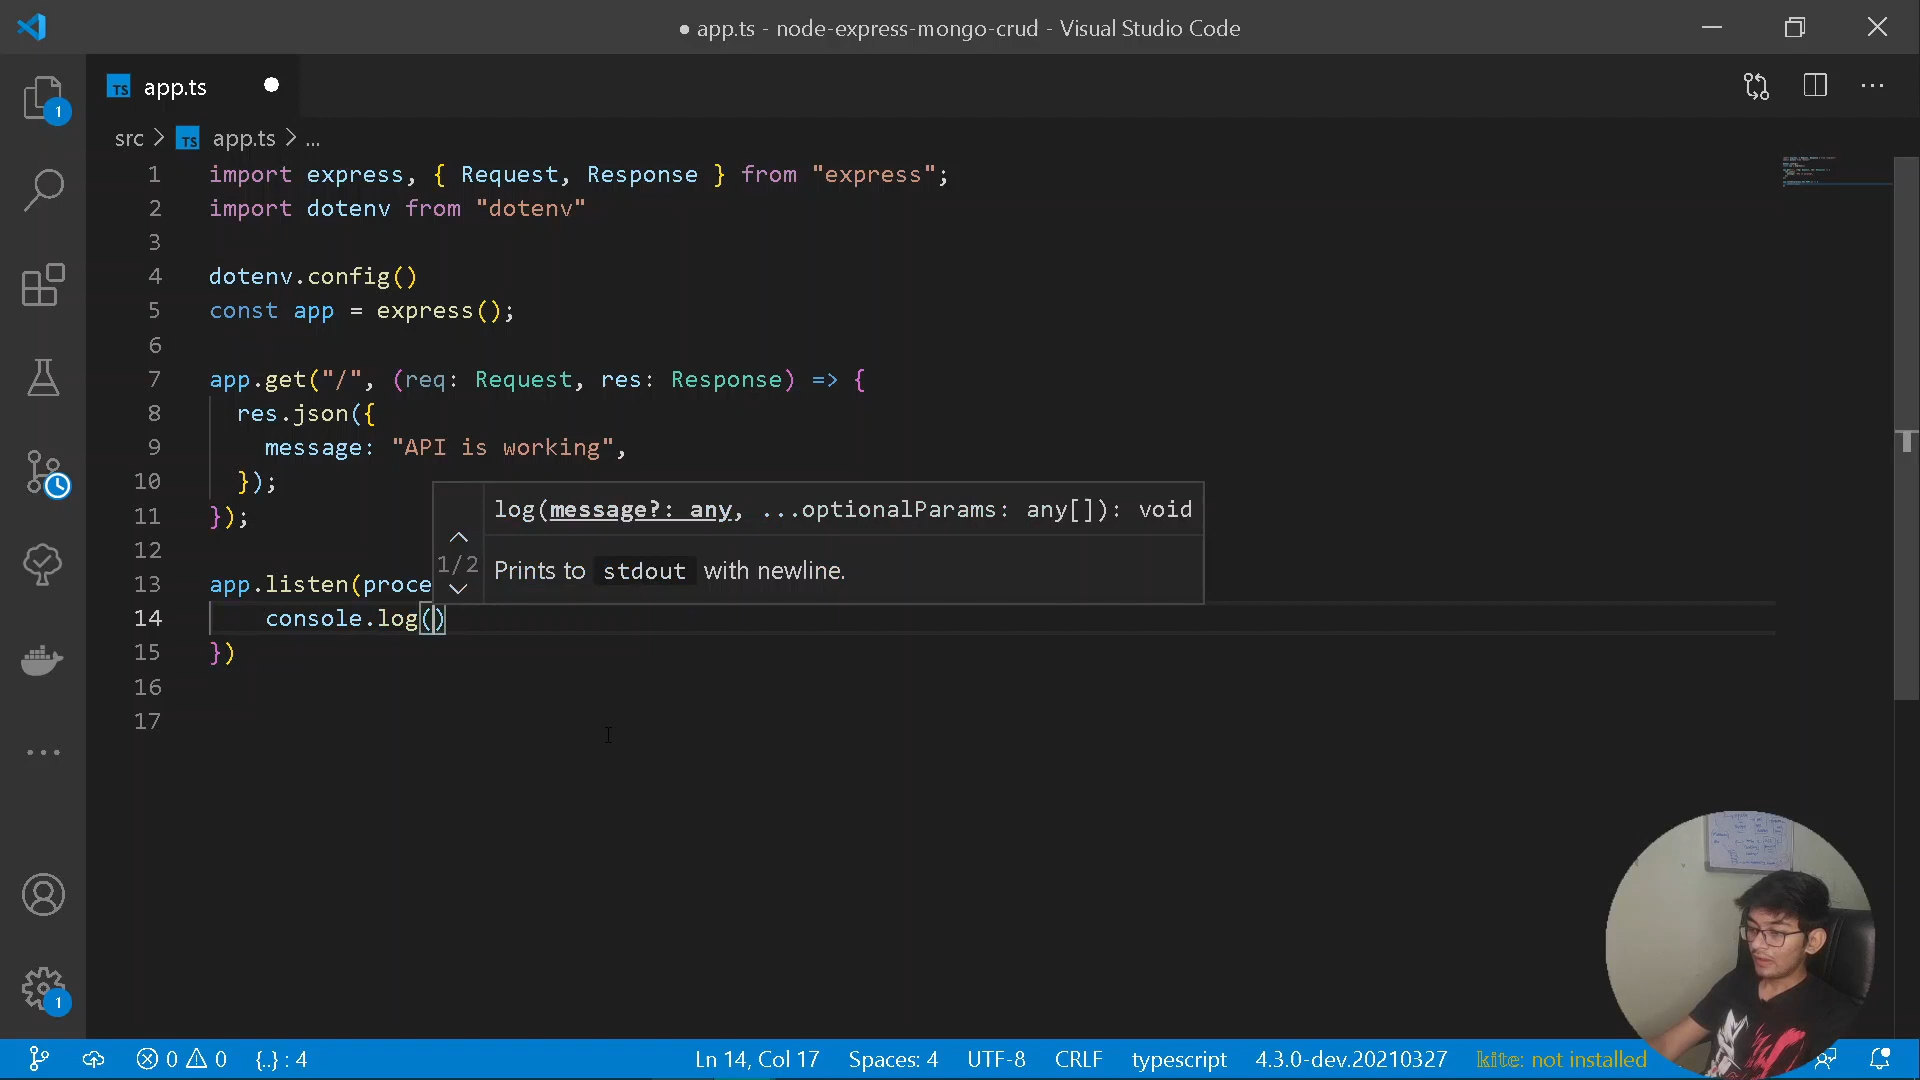 ● app.ts - node-express-mongo-crud - Visual Studio Code
TS app.ts
src > TS app.ts > ...
1 import express, { Request, Response } from "express";
2 import dotenv from "dotenv"
3
4 dotenv.config()
5 const app = express();
6
7 app.get("/", (req: Request, res: Response) => {
8 res.json({
9 message: "API is working",
10 });
11 });
12
log(message?: any, ...optionalParams: any[]): void
1/2 Prints to stdout with newline.
13 app.listen(proce
14 console.log()
15 })
16
17
1
1
0 0 {..} : 4 Ln 14, Col 17 Spaces: 4 UTF-8 CRLF typescript 4.3.0-dev.20210327 kite: not installed